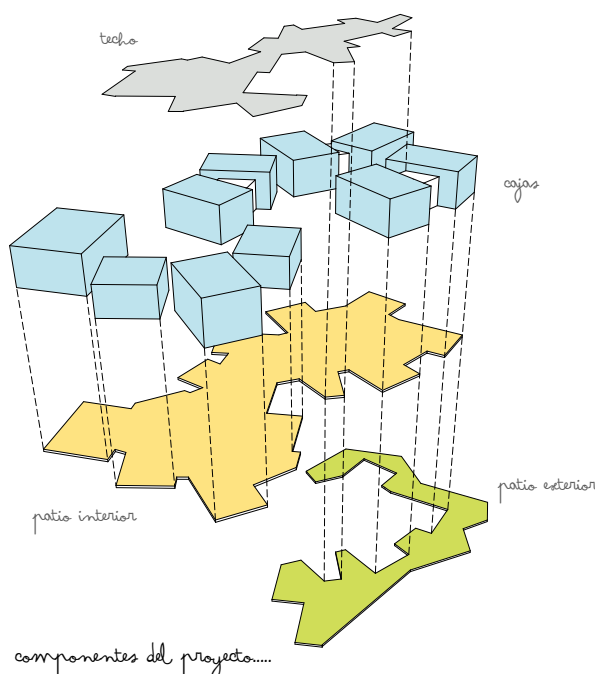 techo
cajas
patio exterior
patio interior
componentes del proyecto.....